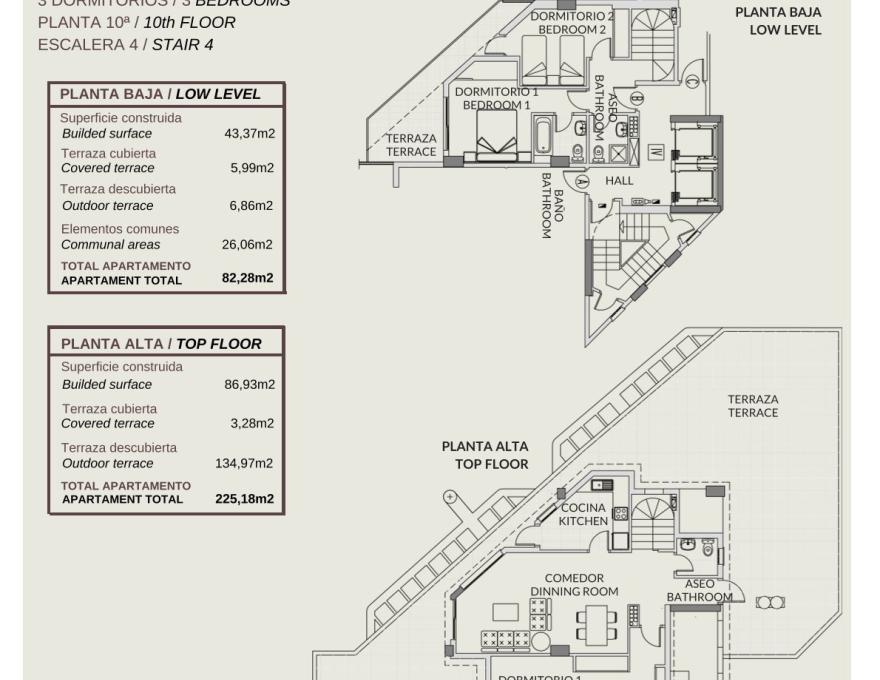 3 DORMITORIOS / 3 BEDROOMS
PLANTA 10ª / 10th FLOOR
ESCALERA 4 / STAIR 4
PLANTA BAJA / LOW LEVEL
Superficie construida
Builded surface 43,37m2
Terraza cubierta
Covered terrace 5,99m2
Terraza descubierta
Outdoor terrace 6,86m2
Elementos comunes
Communal areas 26,06m2
TOTAL APARTAMENTO
APARTAMENT TOTAL 82,28m2
PLANTA ALTA / TOP FLOOR
Superficie construida
Builded surface 86,93m2
Terraza cubierta
Covered terrace 3,28m2
Terraza descubierta
Outdoor terrace 134,97m2
TOTAL APARTAMENTO
APARTAMENT TOTAL 225,18m2
PLANTA BAJA
LOW LEVEL
DORMITORIO 2
BEDROOM 2
DORMITORIO 1
BEDROOM 1
ASEO
BATHROOM
TERRAZA
TERRACE
HALL
BAÑO
BATHROOM
A
B
C
PLANTA ALTA
TOP FLOOR
TERRAZA
TERRACE
COCINA
KITCHEN
COMEDOR
DINNING ROOM
ASEO
BATHROOM
DORMITORIO 1